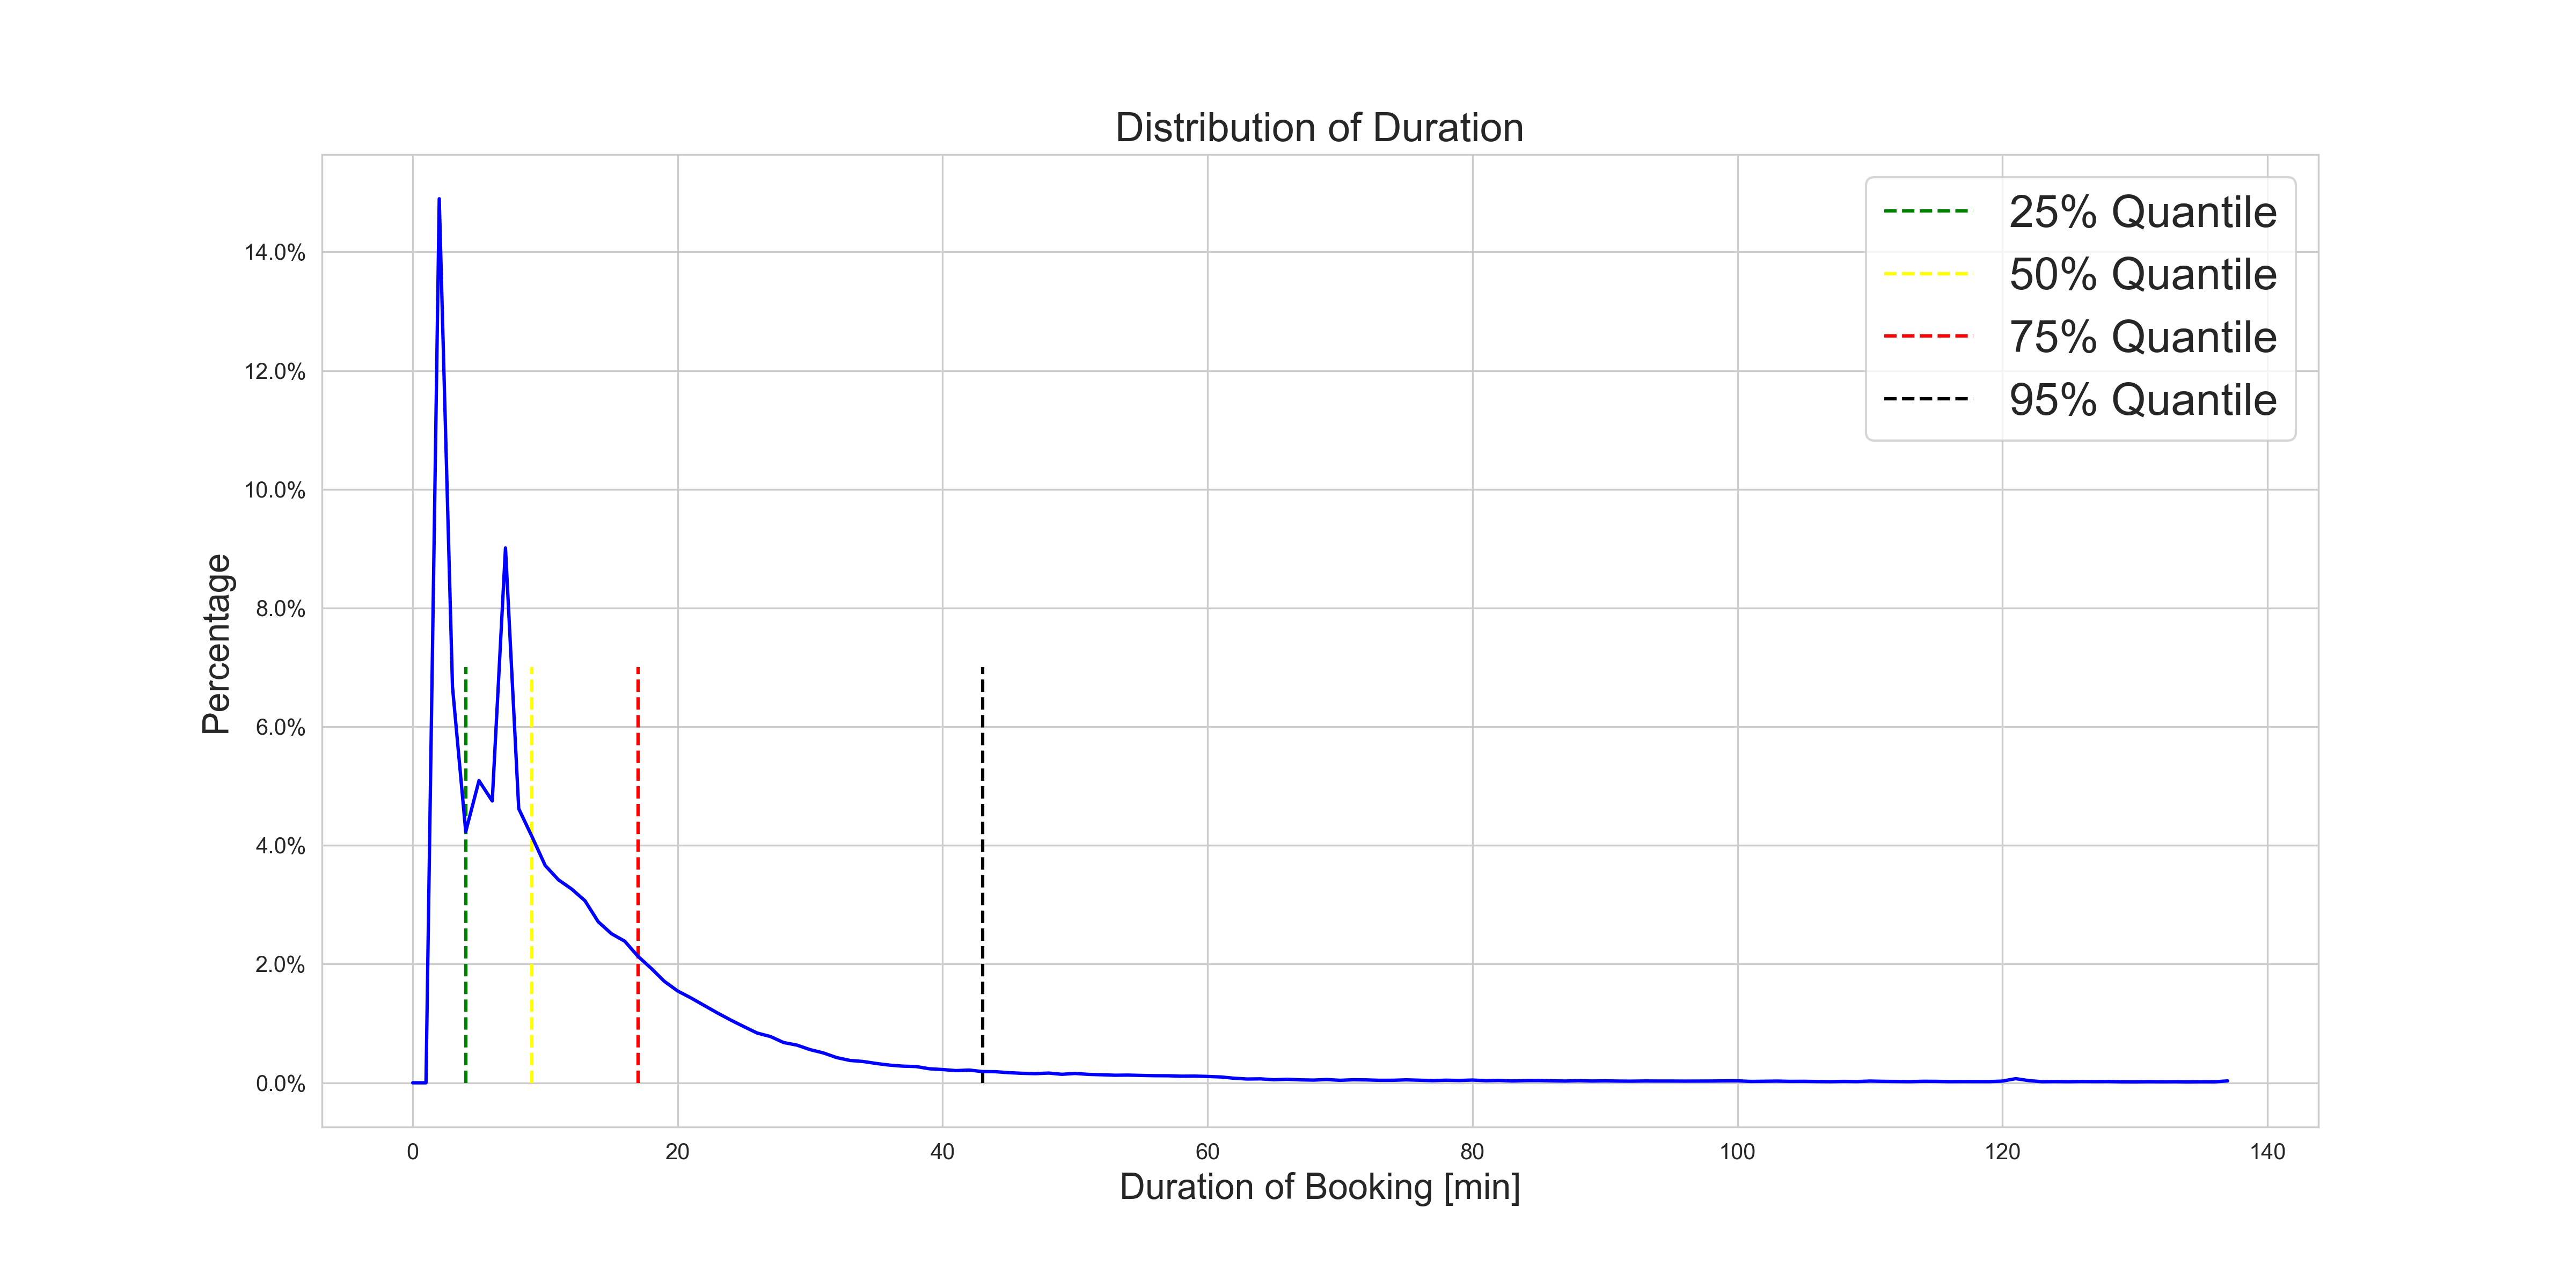 Distribution of Duration
25% Quantile
50% Quantile
75% Quantile
95% Quantile
14.0%
12.0%
10.0%
8.0%
6.0%
4.0%
2.0%
0.0%
Percentage
0 20 40 60 80 100 120 140
Duration of Booking [min]